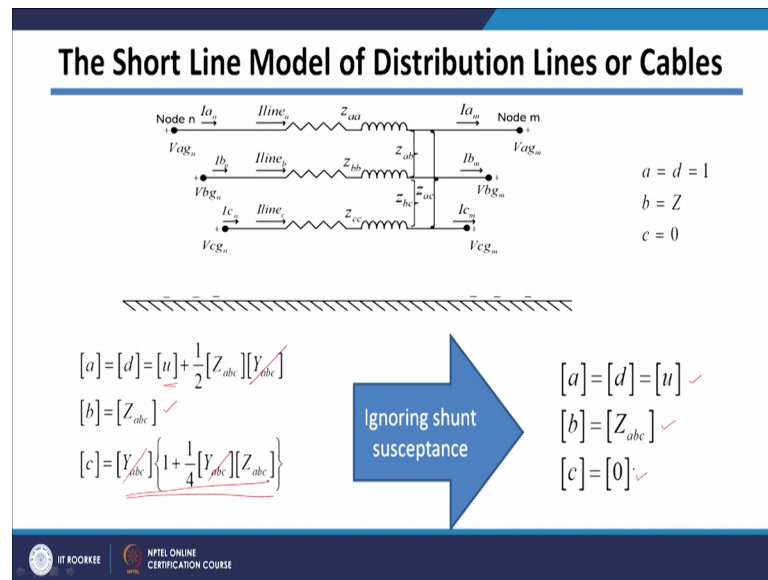 The Short Line Model of Distribution Lines or Cables
Node n Ia_n Iline_a Z_aa Ia_m Node m
Vag_n Z_ab Vag_m
Ib_n Iline_b Z_bb Ib_m
Vbg_n Z_bc Z_ac Vbg_m
Ic_n Iline_c Z_cc Ic_m
Vcg_n Vcg_m
a = d = 1
b = Z
c = 0
[a]=[d]=[u]+1/2[Z_abc][Y_abc]
[b]=[Z_abc]
[c]=[Y_abc]{1+1/4[Y_abc][Z_abc]}
Ignoring shunt
susceptance
[a]=[d]=[u]
[b]=[Z_abc]
[c]=[0]
IIT ROORKEE
NPTEL ONLINE
CERTIFICATION COURSE